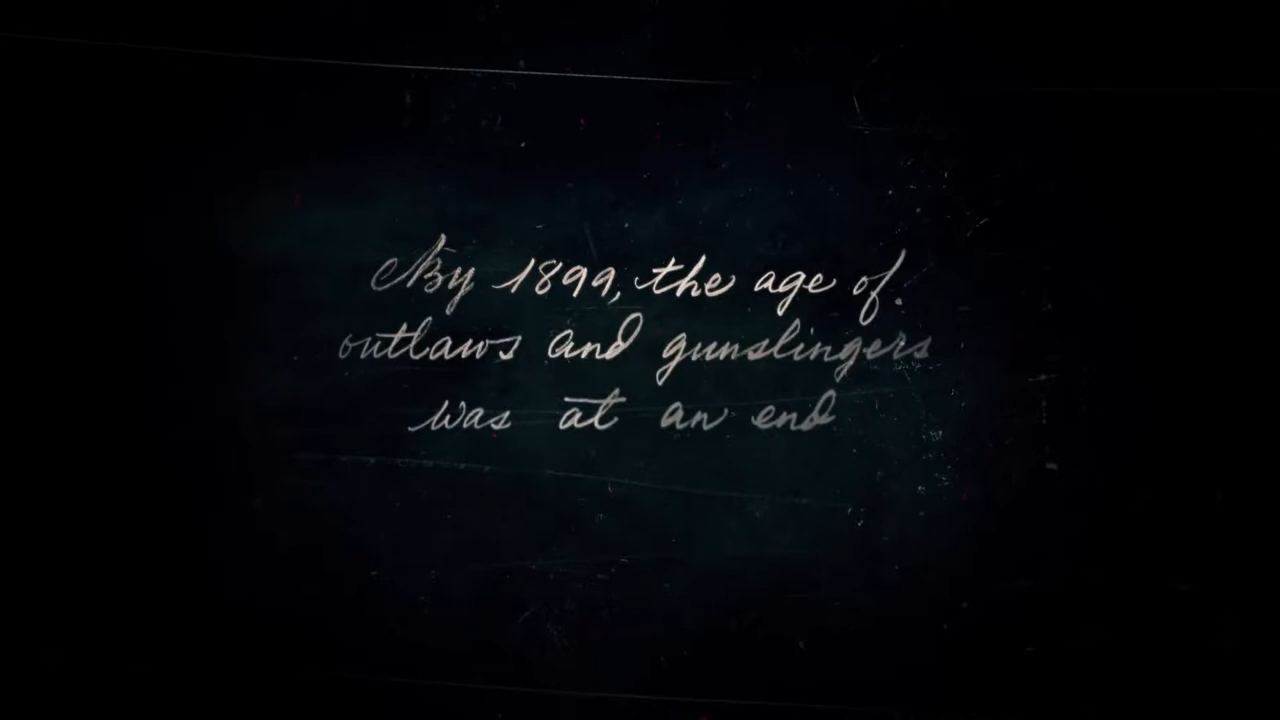 By 1899, the age of
outlaws and gunslingers
was at an end